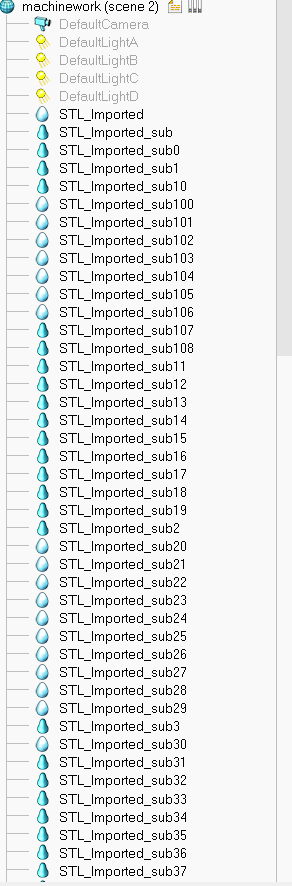 machinework (scene 2)
DefaultCamera
DefaultLightA
DefaultLightB
DefaultLightC
DefaultLightD
STL_Imported
STL_Imported_sub
STL_Imported_sub0
STL_Imported_sub1
STL_Imported_sub10
STL_Imported_sub100
STL_Imported_sub101
STL_Imported_sub102
STL_Imported_sub103
STL_Imported_sub104
STL_Imported_sub105
STL_Imported_sub106
STL_Imported_sub107
STL_Imported_sub108
STL_Imported_sub11
STL_Imported_sub12
STL_Imported_sub13
STL_Imported_sub14
STL_Imported_sub15
STL_Imported_sub16
STL_Imported_sub17
STL_Imported_sub18
STL_Imported_sub19
STL_Imported_sub2
STL_Imported_sub20
STL_Imported_sub21
STL_Imported_sub22
STL_Imported_sub23
STL_Imported_sub24
STL_Imported_sub25
STL_Imported_sub26
STL_Imported_sub27
STL_Imported_sub28
STL_Imported_sub29
STL_Imported_sub3
STL_Imported_sub30
STL_Imported_sub31
STL_Imported_sub32
STL_Imported_sub33
STL_Imported_sub34
STL_Imported_sub35
STL_Imported_sub36
STL_Imported_sub37